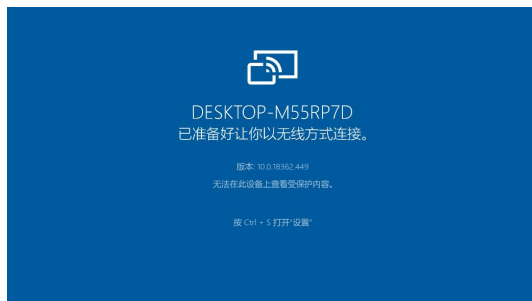 DESKTOP-M55RP7D
已准备好让你以无线方式连接。
版本: 10.0.18362.449
无法在此设备上查看受保护内容。
按 Ctrl + S 打开“设置”